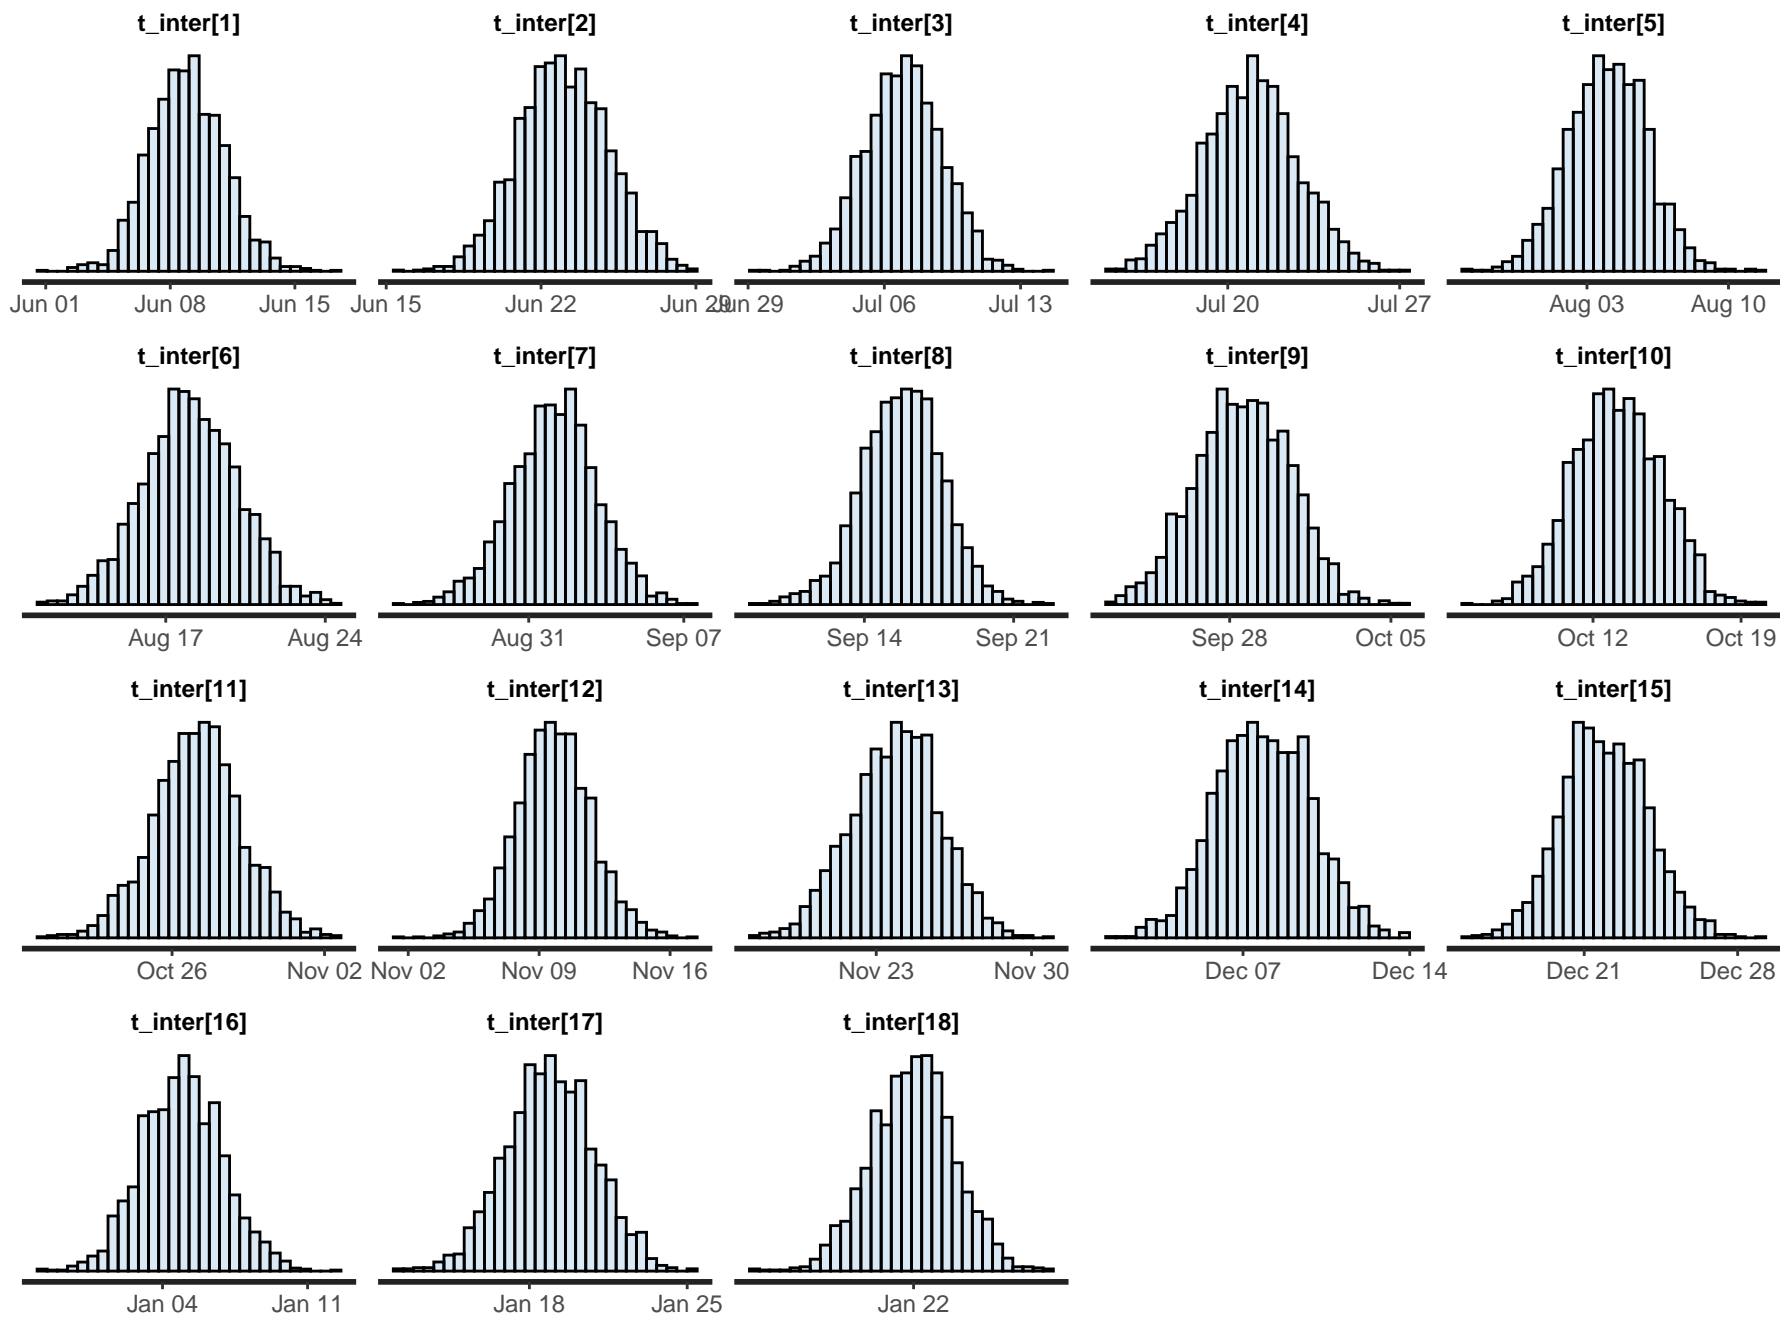 t_inter[1] t_inter[2] t_inter[3] t_inter[4] t_inter[5]
Jun 01 Jun 08 Jun 15 Jun 15 Jun 22 Jun 29 Jun 29 Jul 06 Jul 13 Jul 20 Jul 27 Aug 03 Aug 10
t_inter[6] t_inter[7] t_inter[8] t_inter[9] t_inter[10]
Aug 17 Aug 24 Aug 31 Sep 07 Sep 14 Sep 21 Sep 28 Oct 05 Oct 12 Oct 19
t_inter[11] t_inter[12] t_inter[13] t_inter[14] t_inter[15]
Oct 26 Nov 02 Nov 02 Nov 09 Nov 16 Nov 23 Nov 30 Dec 07 Dec 14 Dec 21 Dec 28
t_inter[16] t_inter[17] t_inter[18]
Jan 04 Jan 11 Jan 18 Jan 25 Jan 22